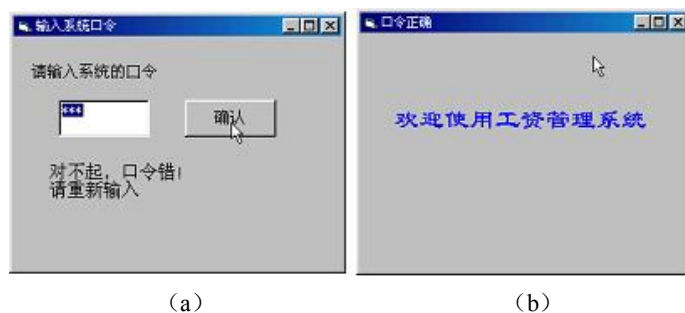 输入系统口令
请输入系统的口令
***
确认
对不起，口令错!
请重新输入
（a）
口令正确
欢迎使用工资管理系统
（b）